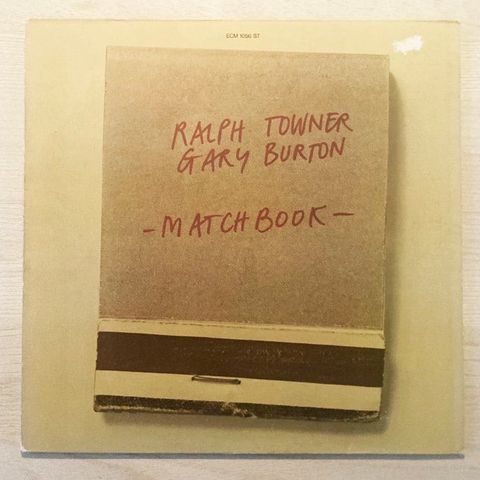 ECM 1056 ST
RALPH TOWNER
GARY BURTON
-MATCHBOOK-